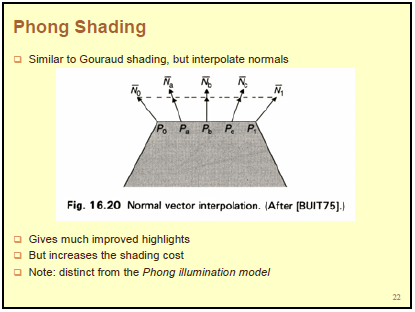 Phong Shading
Similar to Gouraud shading, but interpolate normals
N̅0 N̅a N̅b N̅c N̅1
P0 Pa Pb Pc P1
Fig. 16.20 Normal vector interpolation. (After [BUIT75].)
Gives much improved highlights
But increases the shading cost
Note: distinct from the Phong illumination model
22